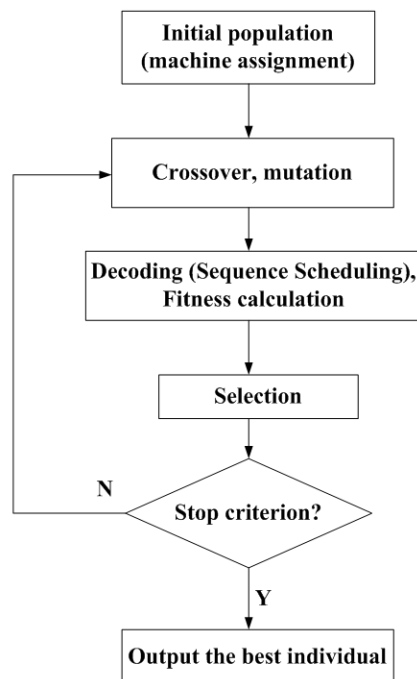 Initial population
(machine assignment)
Crossover, mutation
Decoding (Sequence Scheduling),
Fitness calculation
Selection
N
Stop criterion?
Y
Output the best individual